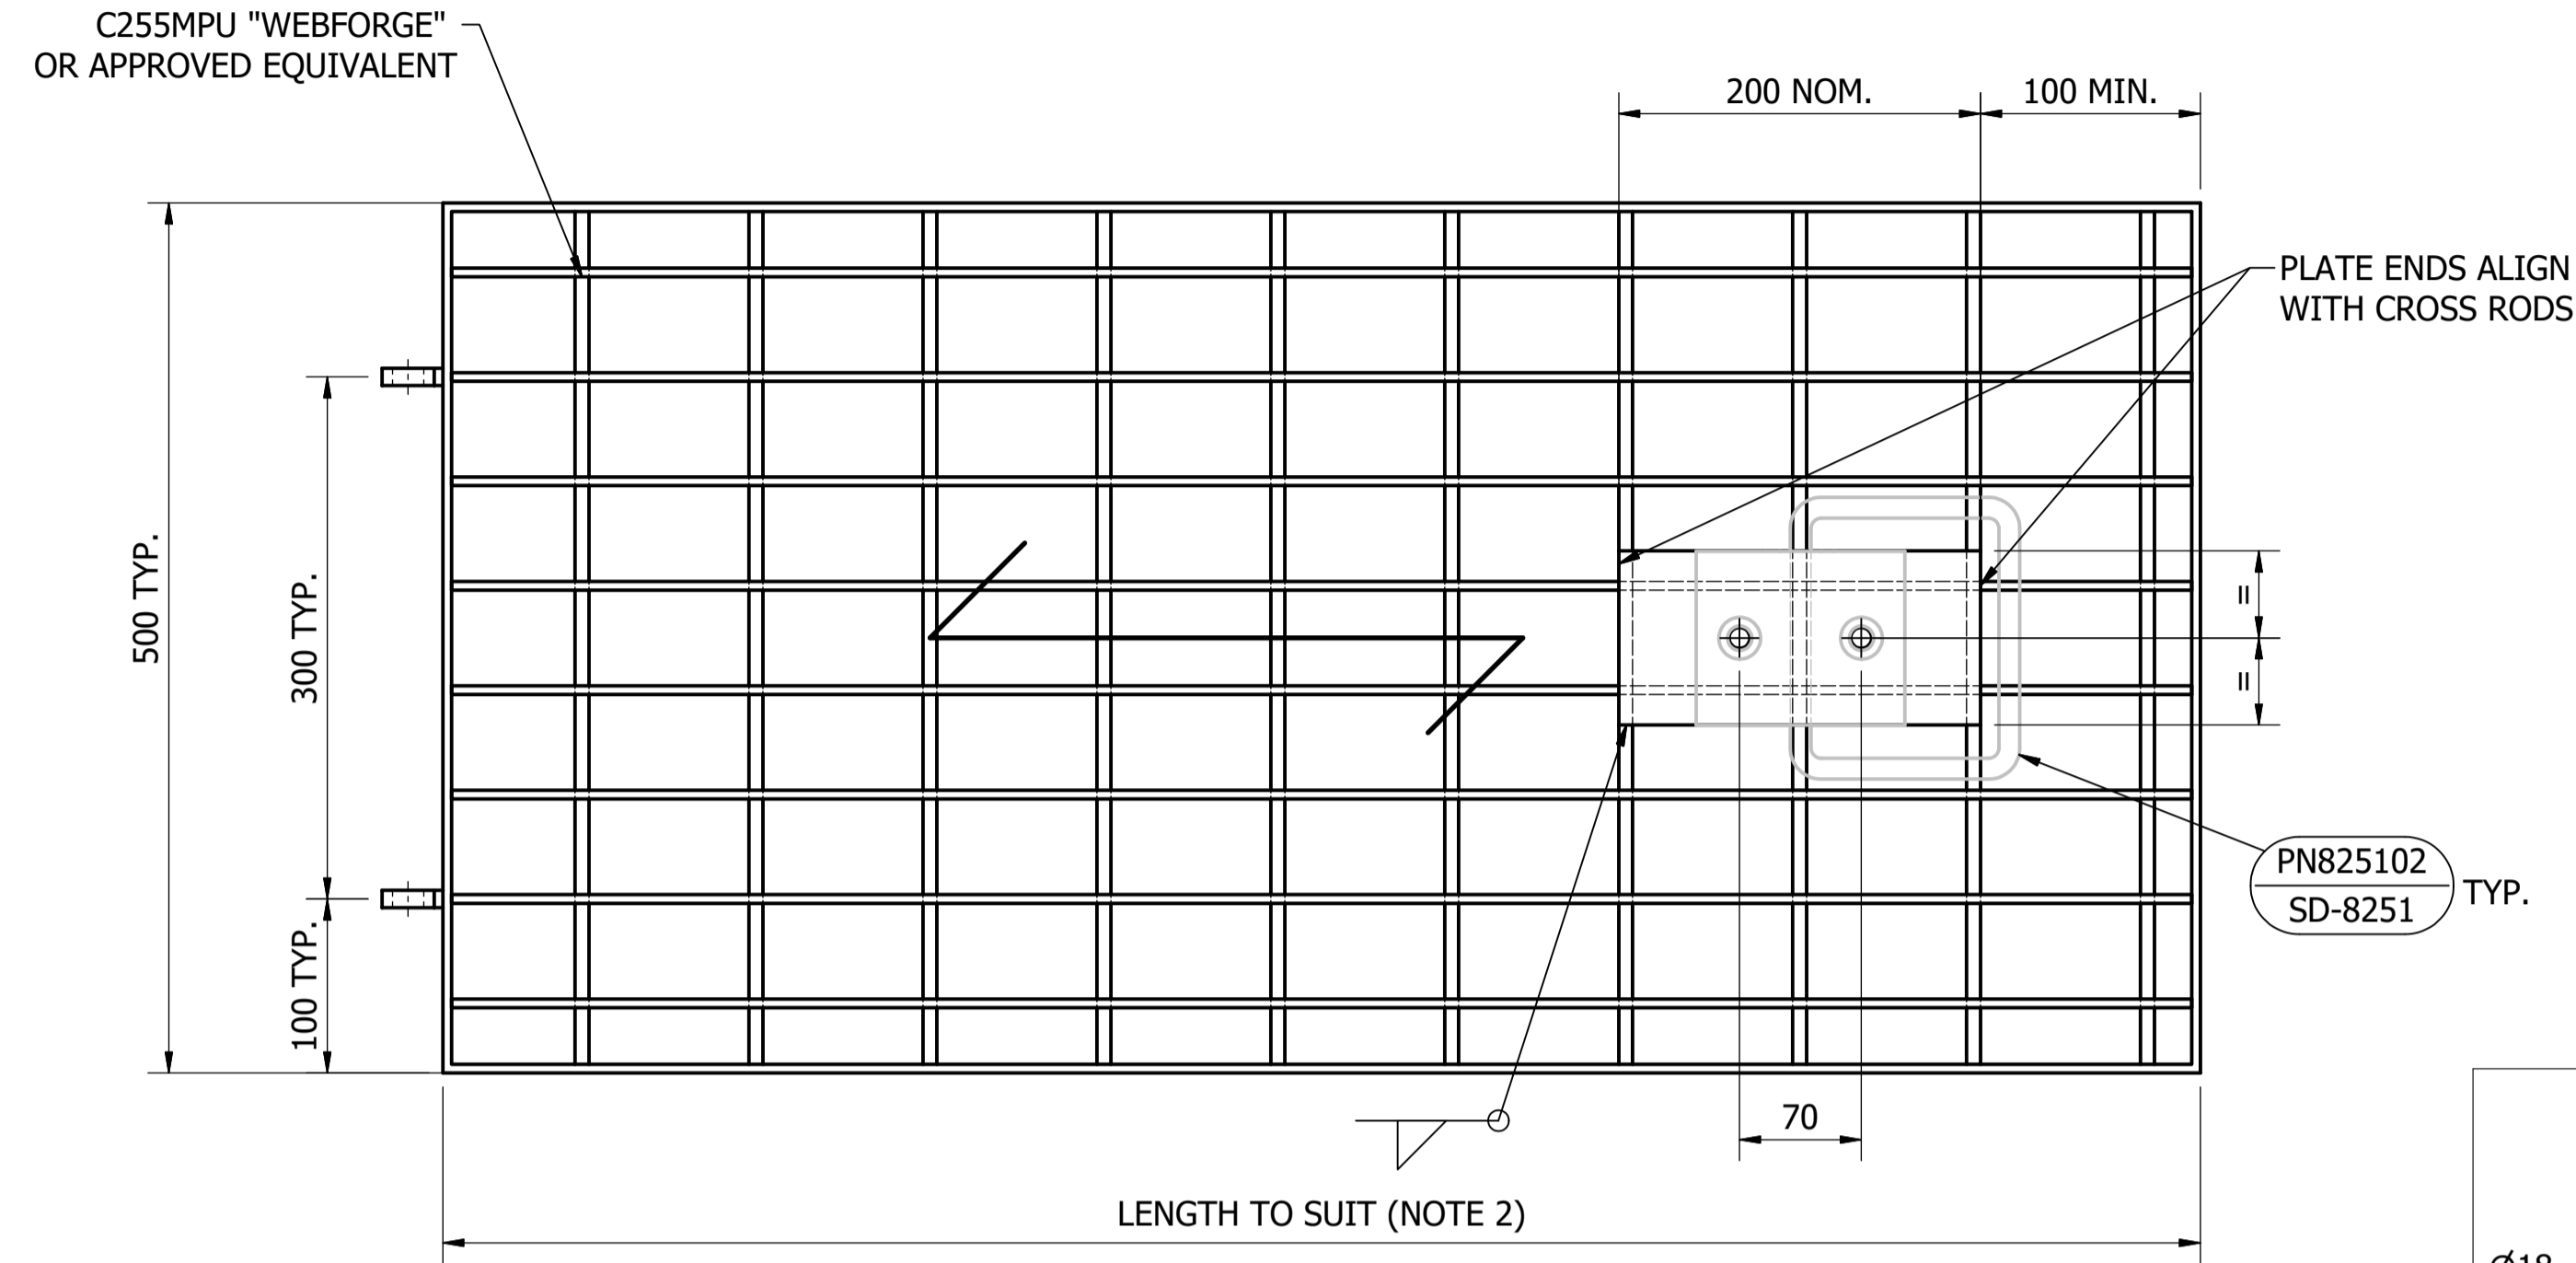 C255MPU "WEBFORGE"
OR APPROVED EQUIVALENT
200 NOM.
100 MIN.
PLATE ENDS ALIGN
WITH CROSS RODS
500 TYP.
300 TYP.
=
=
PN825102
SD-8251
TYP.
100 TYP.
70
LENGTH TO SUIT (NOTE 2)
Ø18